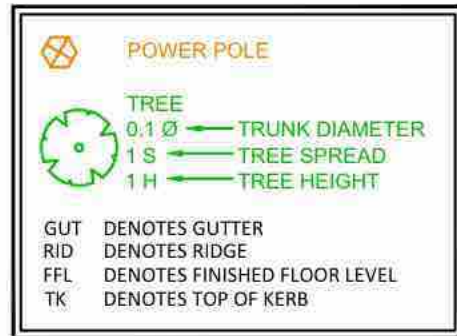 POWER POLE
TREE
0.1 Ø TRUNK DIAMETER
1 S TREE SPREAD
1 H TREE HEIGHT
GUT DENOTES GUTTER
RID DENOTES RIDGE
FFL DENOTES FINISHED FLOOR LEVEL
TK DENOTES TOP OF KERB